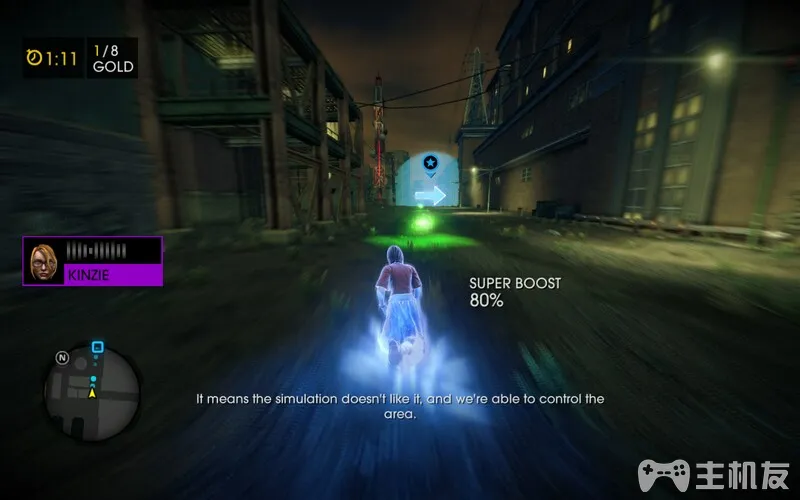 1:11
1/8
GOLD
KINZIE
SUPER BOOST
80%
N
It means the simulation doesn't like it, and we're able to control the
area.
主机友